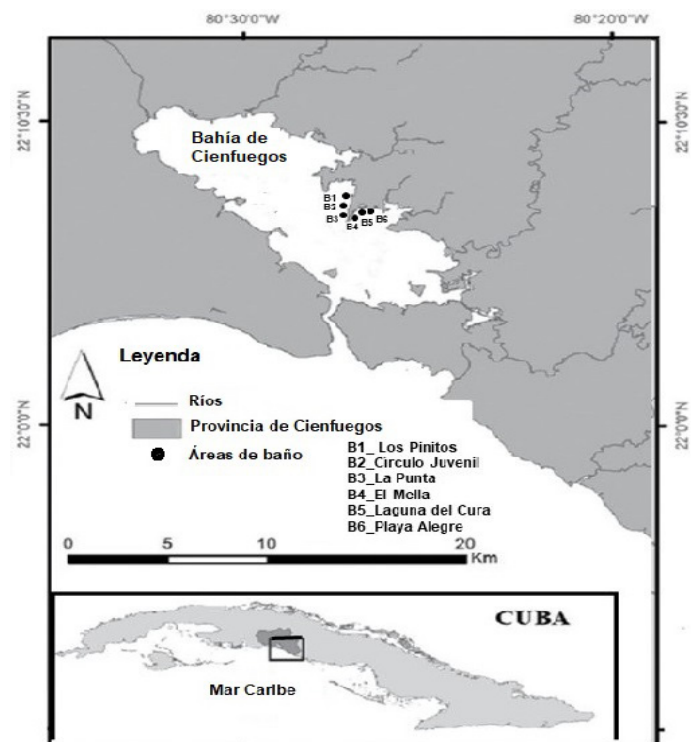 80°30'0"W
80°20'0"W
22°10'30"N
22°10'30"N
Bahía de
Cienfuegos
B1
B2
B3
B4
B5
B6
Leyenda
N
Ríos
Provincia de Cienfuegos
Áreas de baño
22°0'0"N
22°0'0"N
B1_ Los Pinitos
B2_Circulo Juvenil
B3_La Punta
B4_El Mella
B5_Laguna del Cura
B6_Playa Alegre
0
5
10
20
Km
CUBA
Mar Caribe